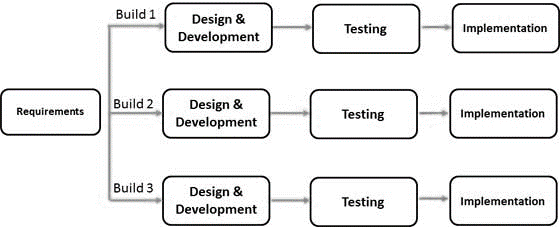 Build 1
Design &
Development
Testing
Implementation
Requirements
Build 2
Design &
Development
Testing
Implementation
Build 3
Design &
Development
Testing
Implementation